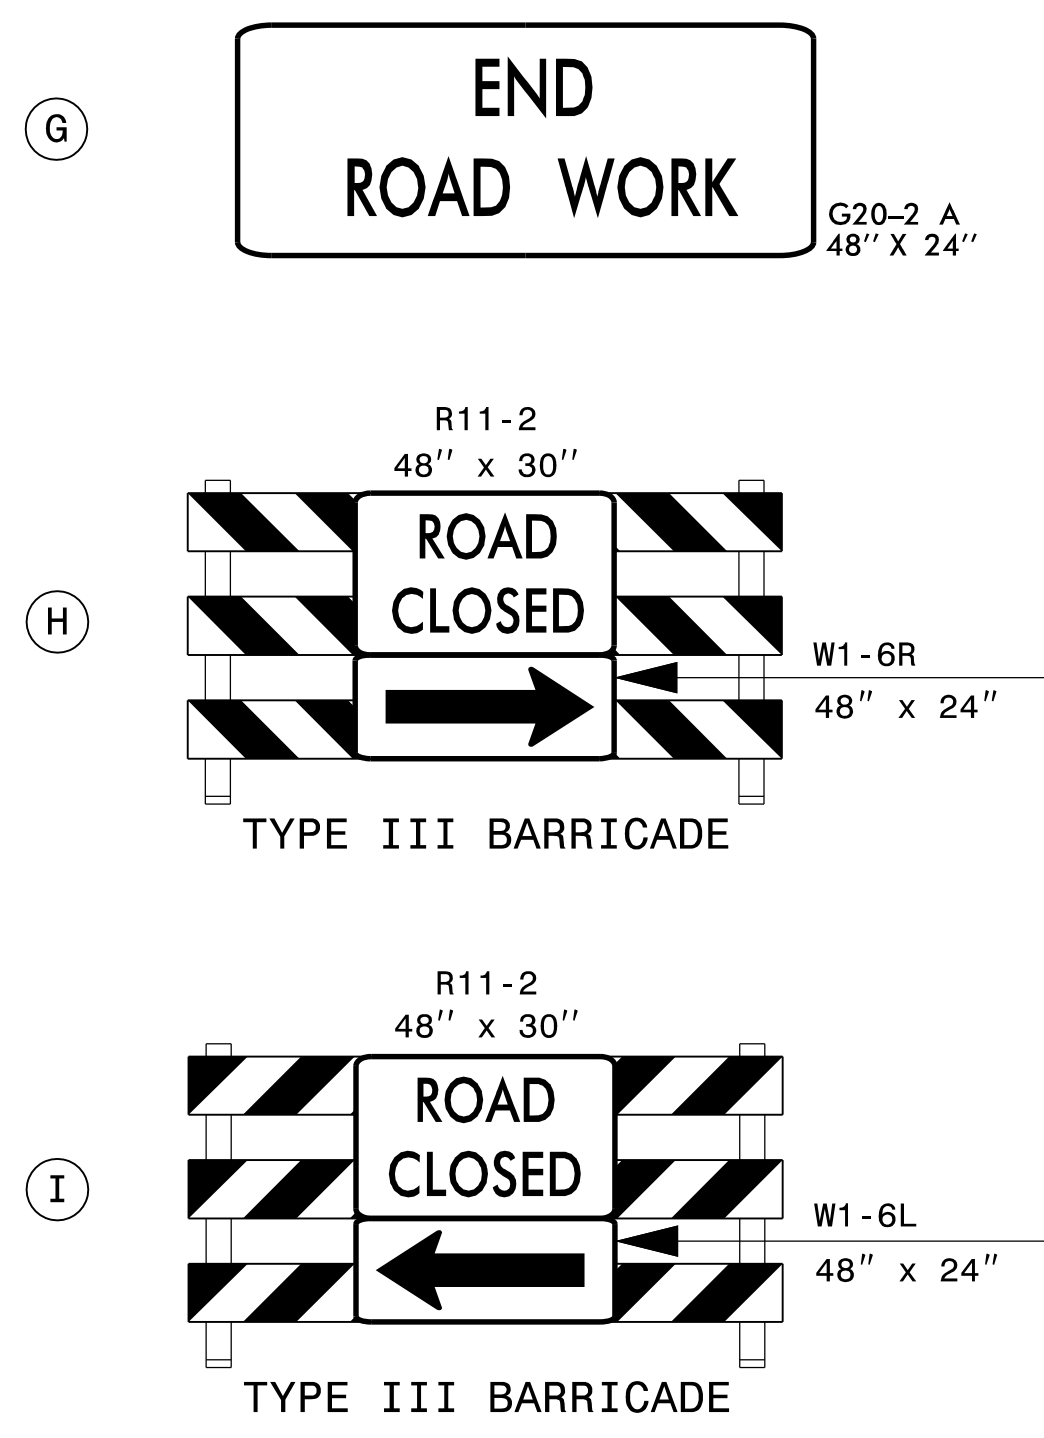 G
END
ROAD WORK
G20-2 A
48" X 24"
R11-2
48" x 30"
H
ROAD
CLOSED
W1-6R
48" x 24"
TYPE III BARRICADE
R11-2
48" x 30"
I
ROAD
CLOSED
W1-6L
48" x 24"
TYPE III BARRICADE